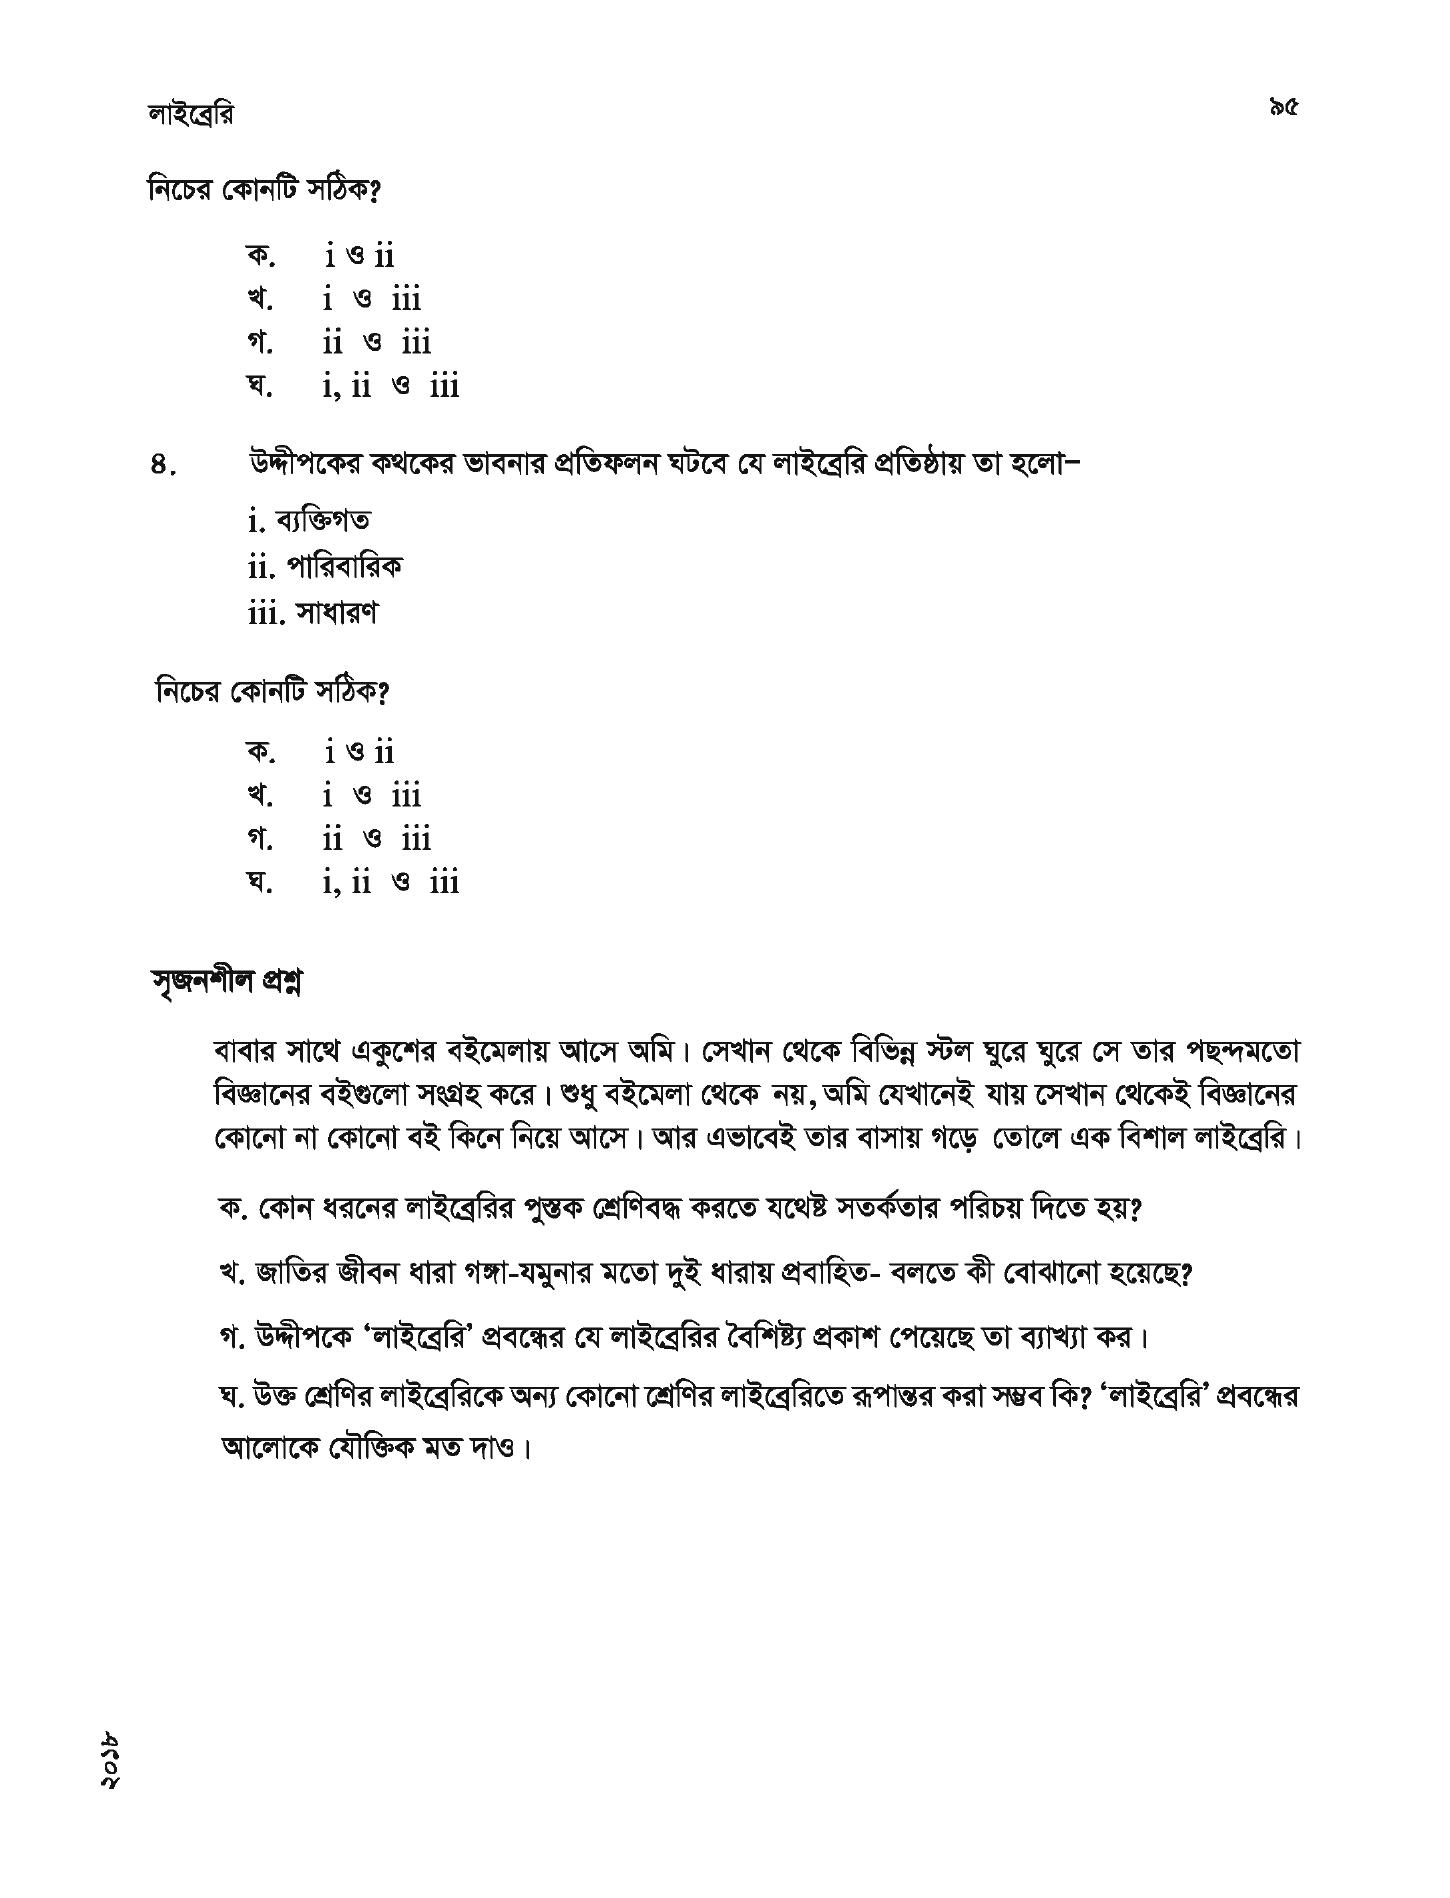 লাইব্রেরি
৯৫
নিচের কোনটি সঠিক?
ক. i ও ii
খ. i ও iii
গ. ii ও iii
ঘ. i, ii ও iii
৪. উদ্দীপকের কথকের ভাবনার প্রতিফলন ঘটবে যে লাইব্রেরি প্রতিষ্ঠায় তা হলো–
i. ব্যক্তিগত
ii. পারিবারিক
iii. সাধারণ
নিচের কোনটি সঠিক?
ক. i ও ii
খ. i ও iii
গ. ii ও iii
ঘ. i, ii ও iii
সৃজনশীল প্রশ্ন
বাবার সাথে একুশের বইমেলায় আসে অমি। সেখান থেকে বিভিন্ন স্টল ঘুরে ঘুরে সে তার পছন্দমতো
বিজ্ঞানের বইগুলো সংগ্রহ করে। শুধু বইমেলা থেকে নয়, অমি যেখানেই যায় সেখান থেকেই বিজ্ঞানের
কোনো না কোনো বই কিনে নিয়ে আসে। আর এভাবেই তার বাসায় গড়ে তোলে এক বিশাল লাইব্রেরি।
ক. কোন ধরনের লাইব্রেরির পুস্তক শ্রেণিবদ্ধ করতে যথেষ্ট সতর্কতার পরিচয় দিতে হয়?
খ. জাতির জীবন ধারা গঙ্গা-যমুনার মতো দুই ধারায় প্রবাহিত- বলতে কী বোঝানো হয়েছে?
গ. উদ্দীপকে ‘লাইব্রেরি’ প্রবন্ধের যে লাইব্রেরির বৈশিষ্ট্য প্রকাশ পেয়েছে তা ব্যাখ্যা কর।
ঘ. উক্ত শ্রেণির লাইব্রেরিকে অন্য কোনো শ্রেণির লাইব্রেরিতে রূপান্তর করা সম্ভব কি? ‘লাইব্রেরি’ প্রবন্ধের
আলোকে যৌক্তিক মত দাও।
২০১৮